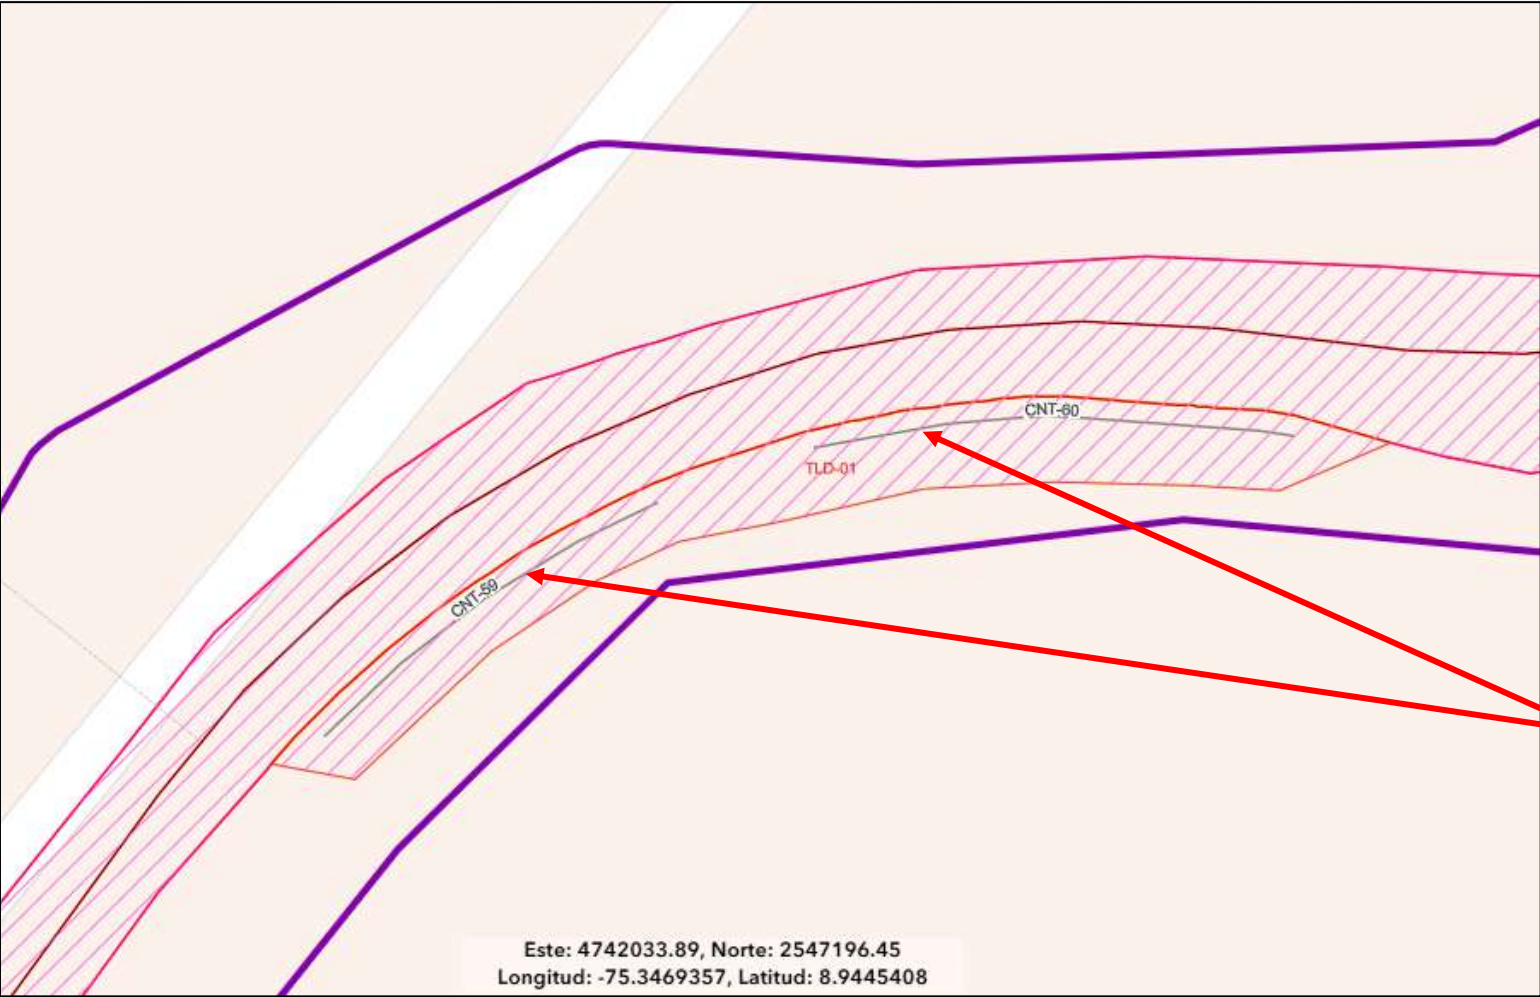 CNT-60
TLD-01
CNT-59
Este: 4742033.89, Norte: 2547196.45
Longitud: -75.3469357, Latitud: 8.9445408